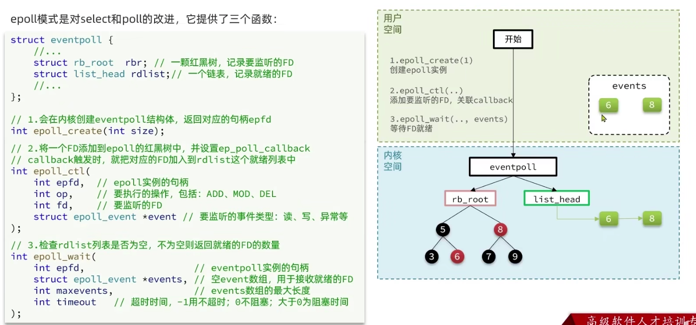 epoll模式是对select和poll的改进，它提供了三个函数：
struct eventpoll {
//...
struct rb_root  rbr; // 一颗红黑树，记录要监听的FD
struct list_head rdlist;// 一个链表，记录就绪的FD
//...
};
// 1.会在内核创建eventpoll结构体，返回对应的句柄epfd
int epoll_create(int size);
// 2.将一个FD添加到epoll的红黑树中，并设置ep_poll_callback
// callback触发时，就把对应的FD加入到rdlist这个就绪列表中
int epoll_ctl(
int epfd,  // epoll实例的句柄
int op,    // 要执行的操作，包括：ADD、MOD、DEL
int fd,    // 要监听的FD
struct epoll_event *event // 要监听的事件类型：读、写、异常等
);
// 3.检查rdlist列表是否为空，不为空则返回就绪的FD的数量
int epoll_wait(
int epfd,                   // eventpoll实例的句柄
struct epoll_event *events, // 空event数组，用于接收就绪的FD
int maxevents,              // events数组的最大长度
int timeout   // 超时时间，-1用不超时；0不阻塞；大于0为阻塞时间
);
用户
空间
开始
1.epoll_create(1)
创建epoll实例
2.epoll_ctl(..)
添加要监听的FD，关联callback
3.epoll_wait(..，events)
等待FD就绪
events
6 8
内核
空间
eventpoll
rb_root list_head
6 8
5 8
3 6 7 9
高级软件人才培训